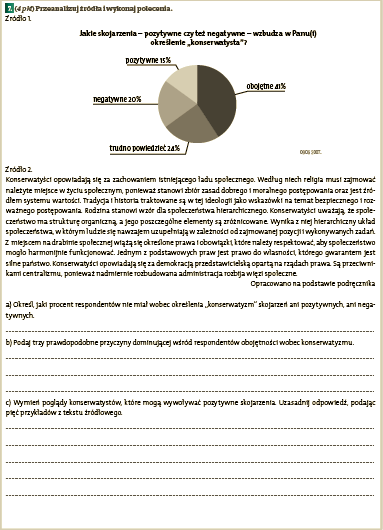 7. (4 pkt) Przeanalizuj źródła i wykonaj polecenia.
Źródło 1.
Jakie skojarzenia – pozytywne czy też negatywne – wzbudza w Panu(i)
określenie „konserwatysta"?
pozytywne 15%
obojętne 41%
negatywne 20%
trudno powiedzieć 24%
Źródło 2.
Konserwatyści opowiadają się za zachowaniem istniejącego ładu społecznego. Według niech religia musi zajmować
należyte miejsce w życiu społecznym, ponieważ stanowi zbiór zasad dobrego i moralnego postępowania oraz jest źró-
dłem systemu wartości. Tradycja i historia traktowane są w tej ideologii jako wskazówki na temat bezpiecznego i roz-
ważnego postępowania. Rodzina stanowi wzór dla społeczeństwa hierarchicznego. Konserwatyści uważają, że społe-
czeństwo ma strukturę organiczną, a jego poszczególne elementy są zróżnicowane. Wynika z niej hierarchiczny układ
społeczeństwa, w którym ludzie się nawzajem uzupełniają w zależności od zajmowanej pozycji i wykonywanych zadań.
Z miejscem na drabinie społecznej wiążą się określone prawa i obowiązki, które należy respektować, aby społeczeństwo
mogło harmonijnie funkcjonować. Jednym z podstawowych praw jest prawo do własności, którego gwarantem jest
silne państwo. Konserwatyści opowiadają się za demokracją przedstawicielską opartą na rządach prawa. Są przeciwni-
kami centralizmu, ponieważ nadmiernie rozbudowana administracja rozbija więzi społeczne.
Opracowano na podstawie podręcznika
a) Określ, jaki procent respondentów nie miał wobec określenia „konserwatyzm" skojarzeń ani pozytywnych, ani nega-
tywnych.
b) Podaj trzy prawdopodobne przyczyny dominującej wśród respondentów obojętności wobec konserwatyzmu.
c) Wymień poglądy konserwatystów, które mogą wywoływać pozytywne skojarzenia. Uzasadnij odpowiedź, podając
pięć przykładów z tekstu źródłowego.